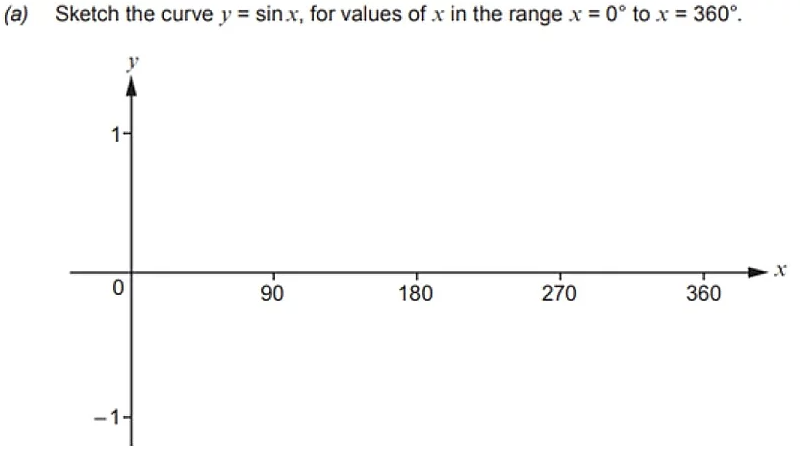 (a) Sketch the curve y = sin x, for values of x in the range x = 0° to x = 360°.
y
1
x
0
90
180
270
360
–1